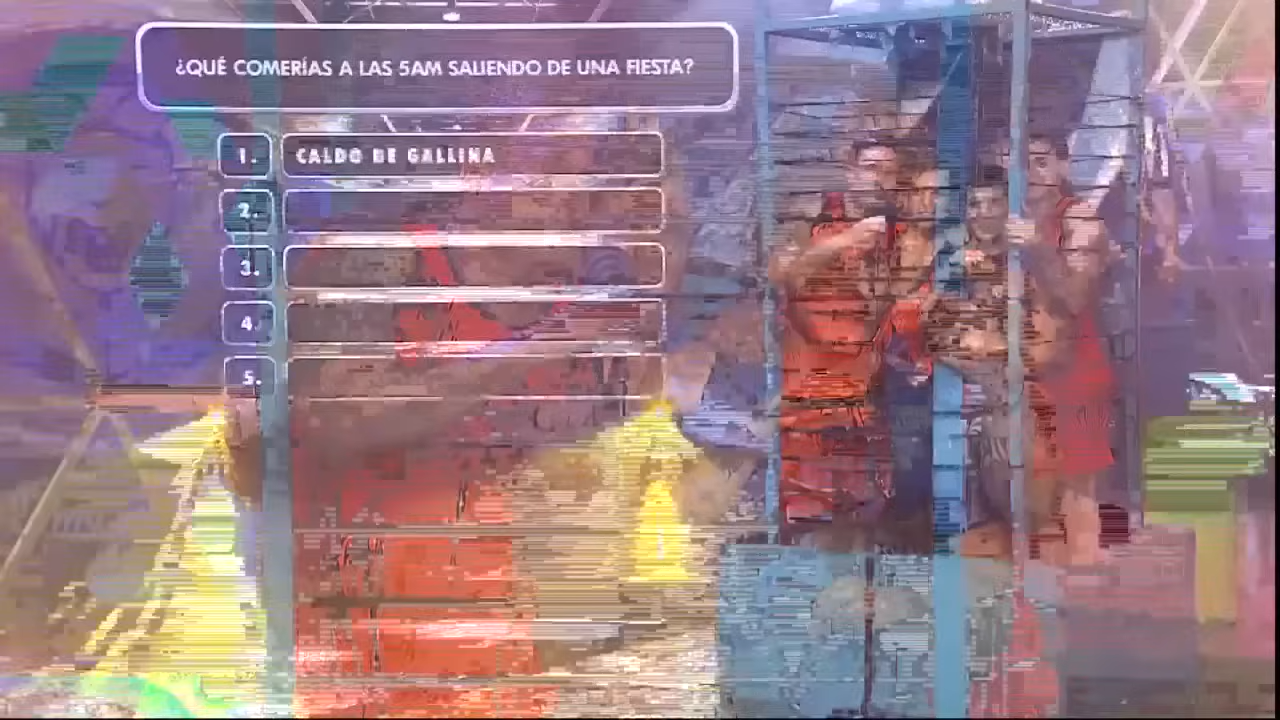 ¿QUÉ COMERÍAS A LAS 5AM SALIENDO DE UNA FIESTA?
1. CALDO DE GALLINA
2.
3.
4.
5.